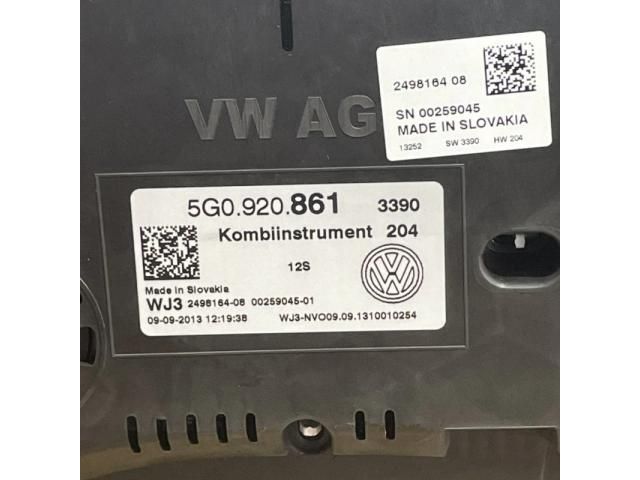 VW AG
2498164 08
SN 00259045
MADE IN SLOVAKIA
13252 SW 3390 HW 204
5G0.920.861 3390
Kombiinstrument 204
12S
Made in Slovakia
WJ3 2498164-08 00259045-01
09-09-2013 12:19:38 WJ3-NVO09.09.1310010254